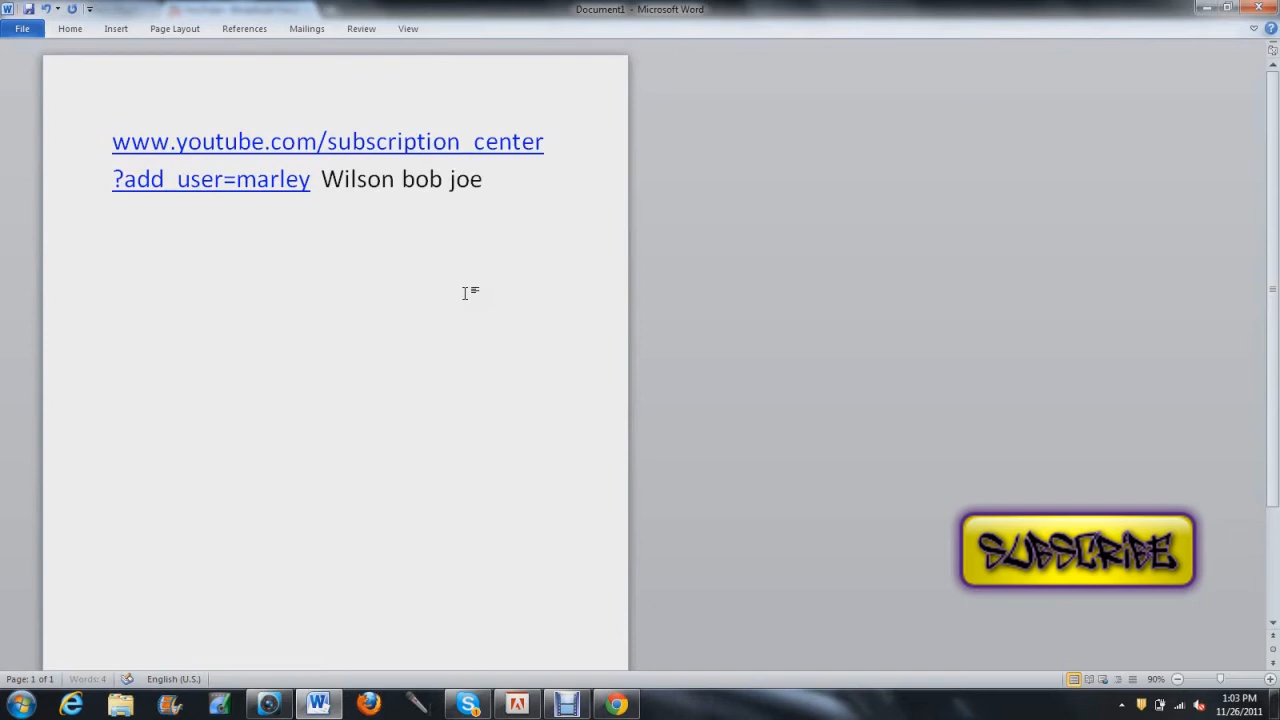 Document1 - Microsoft Word
File Home Insert Page Layout References Mailings Review View
www.youtube.com/subscription_center
?add_user=marley Wilson bob joe
SUBSCRIBE
Page: 1 of 1 Words: 4 English (U.S.) 90%
1:03 PM
11/26/2011